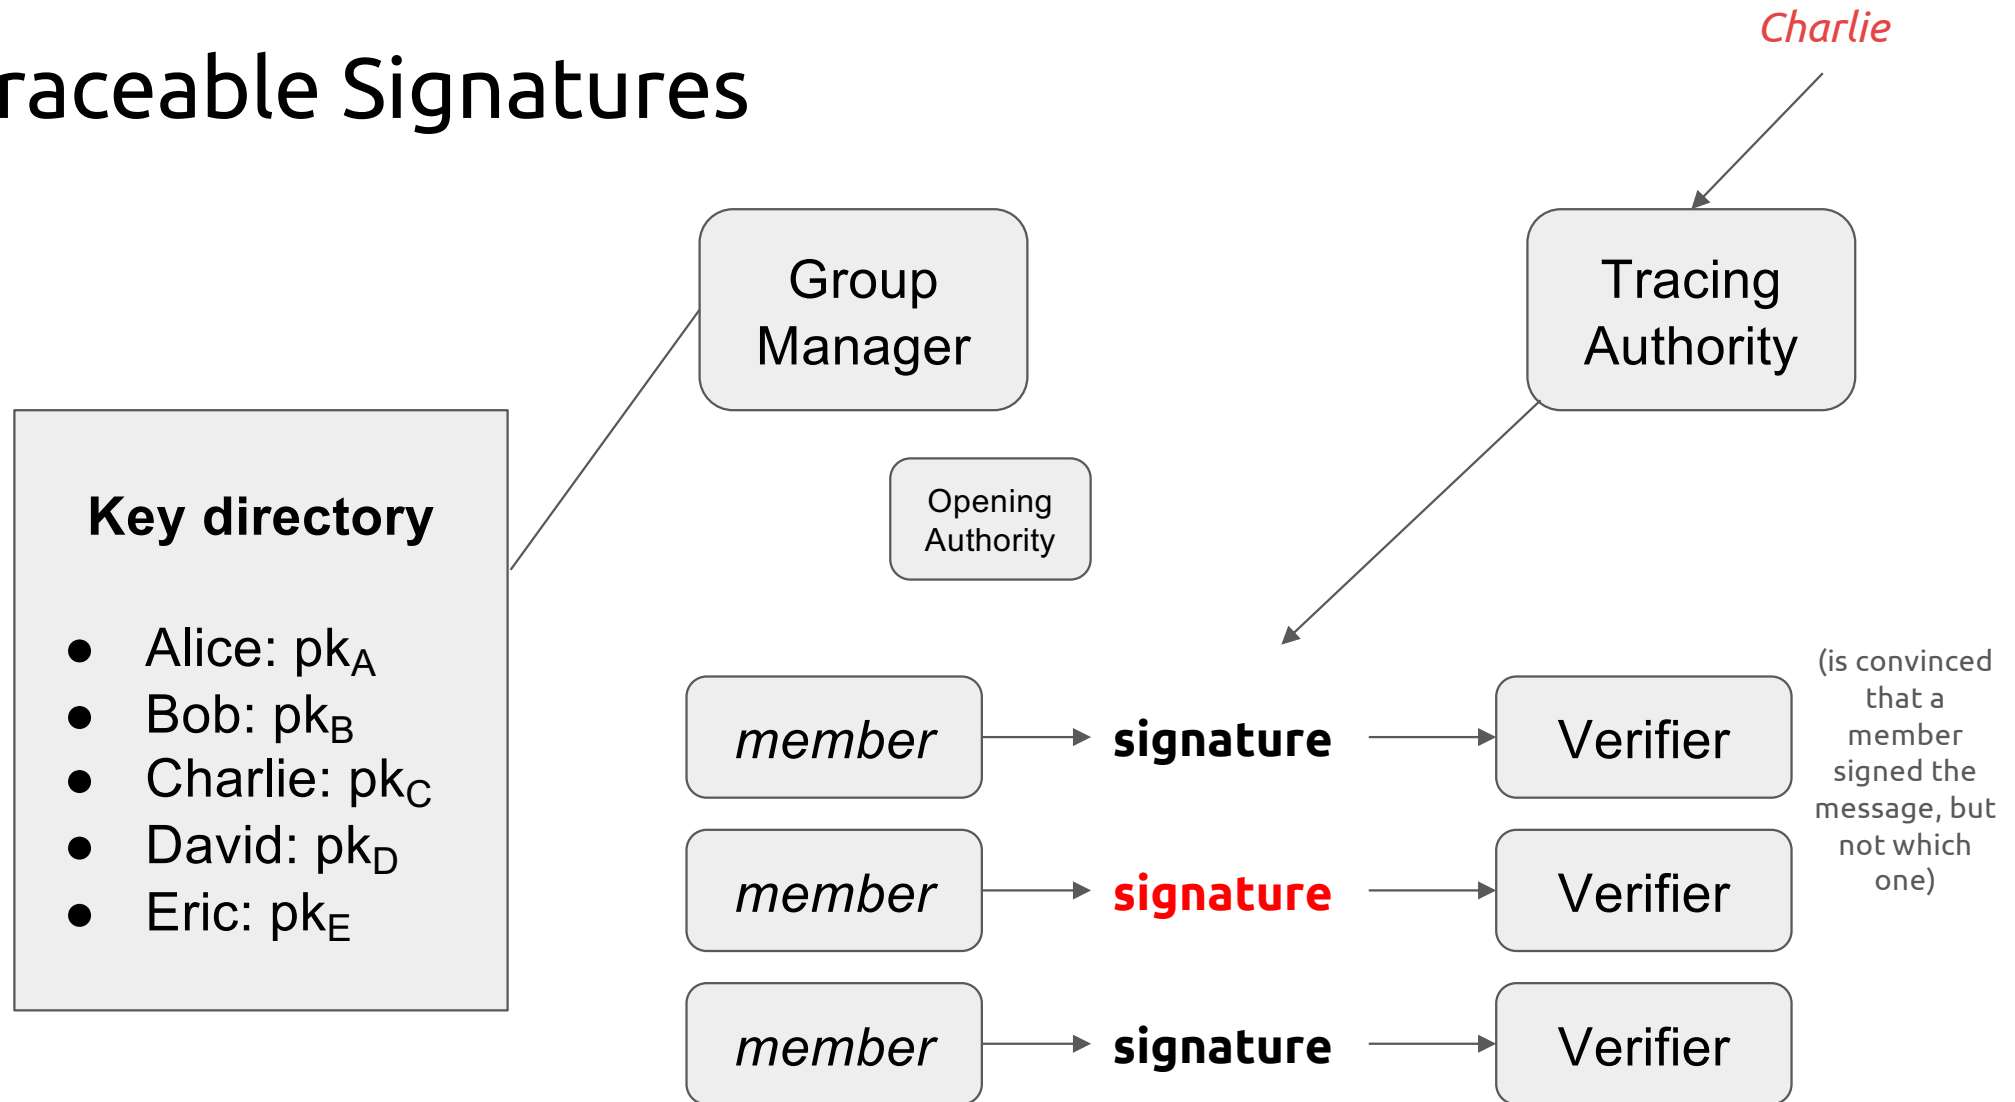 Charlie
raceable Signatures
Group
Manager
Tracing
Authority
Key directory
● Alice: pkA
● Bob: pkB
● Charlie: pkC
● David: pkD
● Eric: pkE
Opening
Authority
member signature Verifier
(is convinced
that a
member
signed the
message, but
not which
one)
member signature Verifier
member signature Verifier